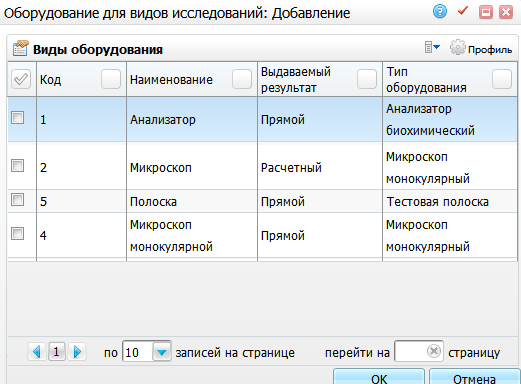 Оборудование для видов исследований: Добавление
Виды оборудования
Профиль
Код Наименование Выдаваемый результат Тип оборудования
1 Анализатор Прямой Анализатор биохимический
2 Микроскоп Расчетный Микроскоп монокулярный
5 Полоска Прямой Тестовая полоска
4 Микроскоп монокулярной Прямой Микроскоп монокулярный
1 по 10 записей на странице перейти на страницу
ОК Отмена